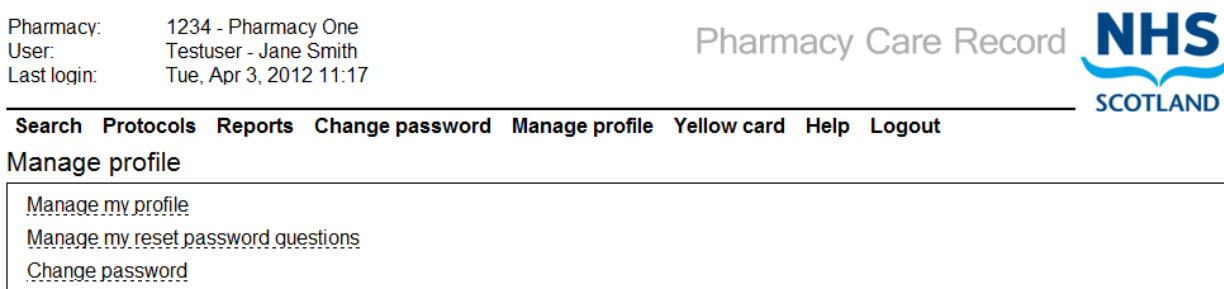 Pharmacy: 1234 - Pharmacy One
User: Testuser - Jane Smith
Last login: Tue, Apr 3, 2012 11:17
Pharmacy Care Record
NHS
SCOTLAND
Search Protocols Reports Change password Manage profile Yellow card Help Logout
Manage profile
Manage my profile
Manage my reset password questions
Change password